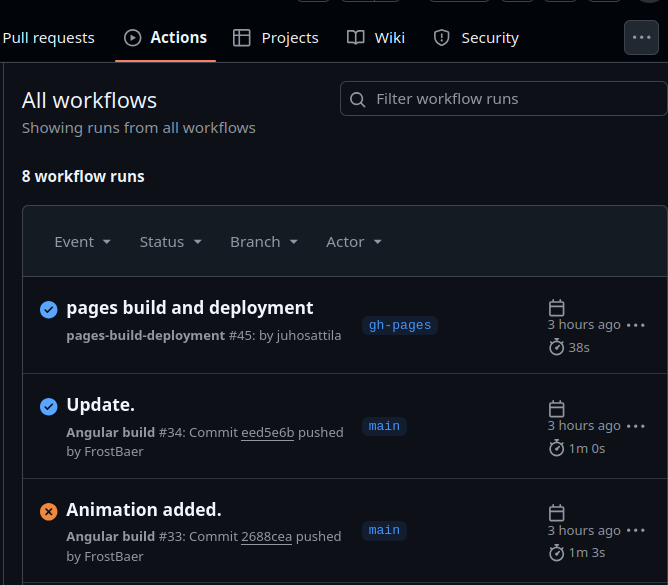 Pull requests
Actions
Projects
Wiki
Security
All workflows
Showing runs from all workflows
Filter workflow runs
8 workflow runs
Event
Status
Branch
Actor
pages build and deployment
pages-build-deployment #45: by juhosattila
gh-pages
3 hours ago
38s
Update.
Angular build #34: Commit eed5e6b pushed
by FrostBaer
main
3 hours ago
1m 0s
Animation added.
Angular build #33: Commit 2688cea pushed
by FrostBaer
main
3 hours ago
1m 3s